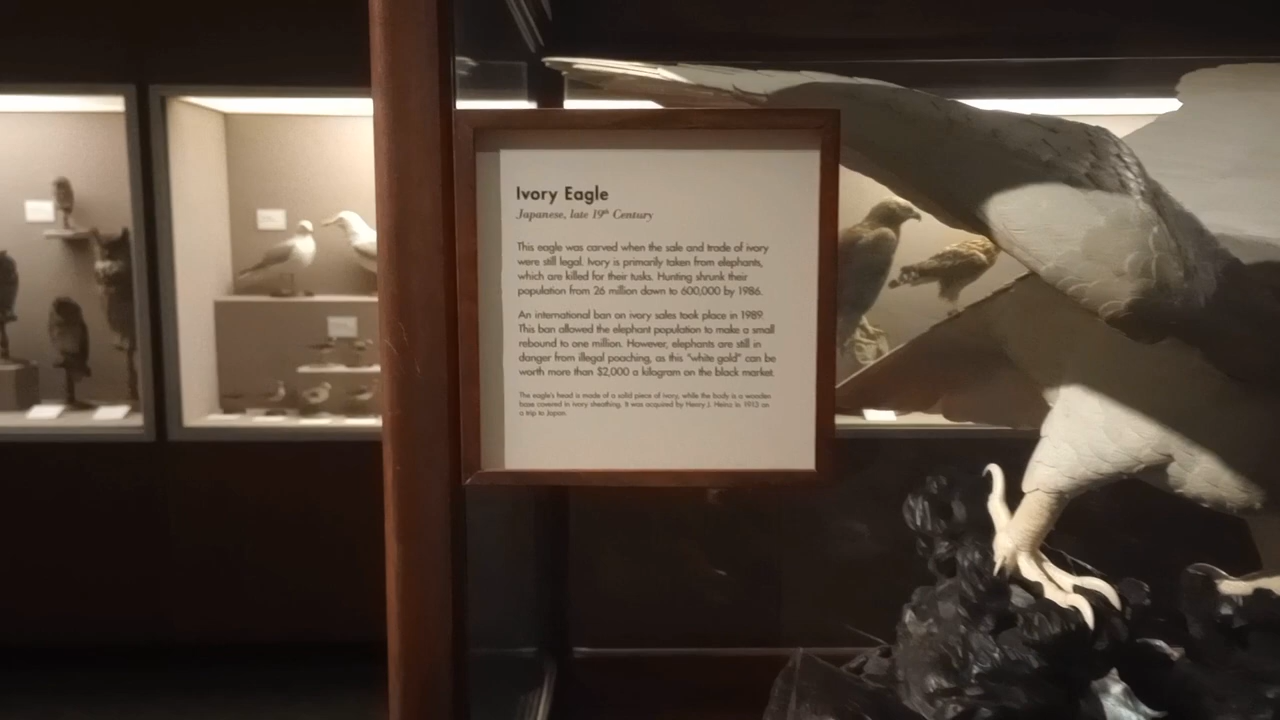 Ivory Eagle
Japanese, late 19th Century
This eagle was carved when the sale and trade of ivory
were still legal. Ivory is primarily taken from elephants,
which are killed for their tusks. Hunting shrunk their
population from 26 million down to 600,000 by 1986.
An international ban on ivory sales took place in 1989.
This ban allowed the elephant population to make a small
rebound to one million. However, elephants are still in
danger from illegal poaching, as this "white gold" can be
worth more than $2,000 a kilogram on the black market.
The eagle's head is made of a solid piece of ivory, while the body is a wooden
base covered in ivory sheathing. It was acquired by Henry J. Heinz in 1913 on
a trip to Japan.